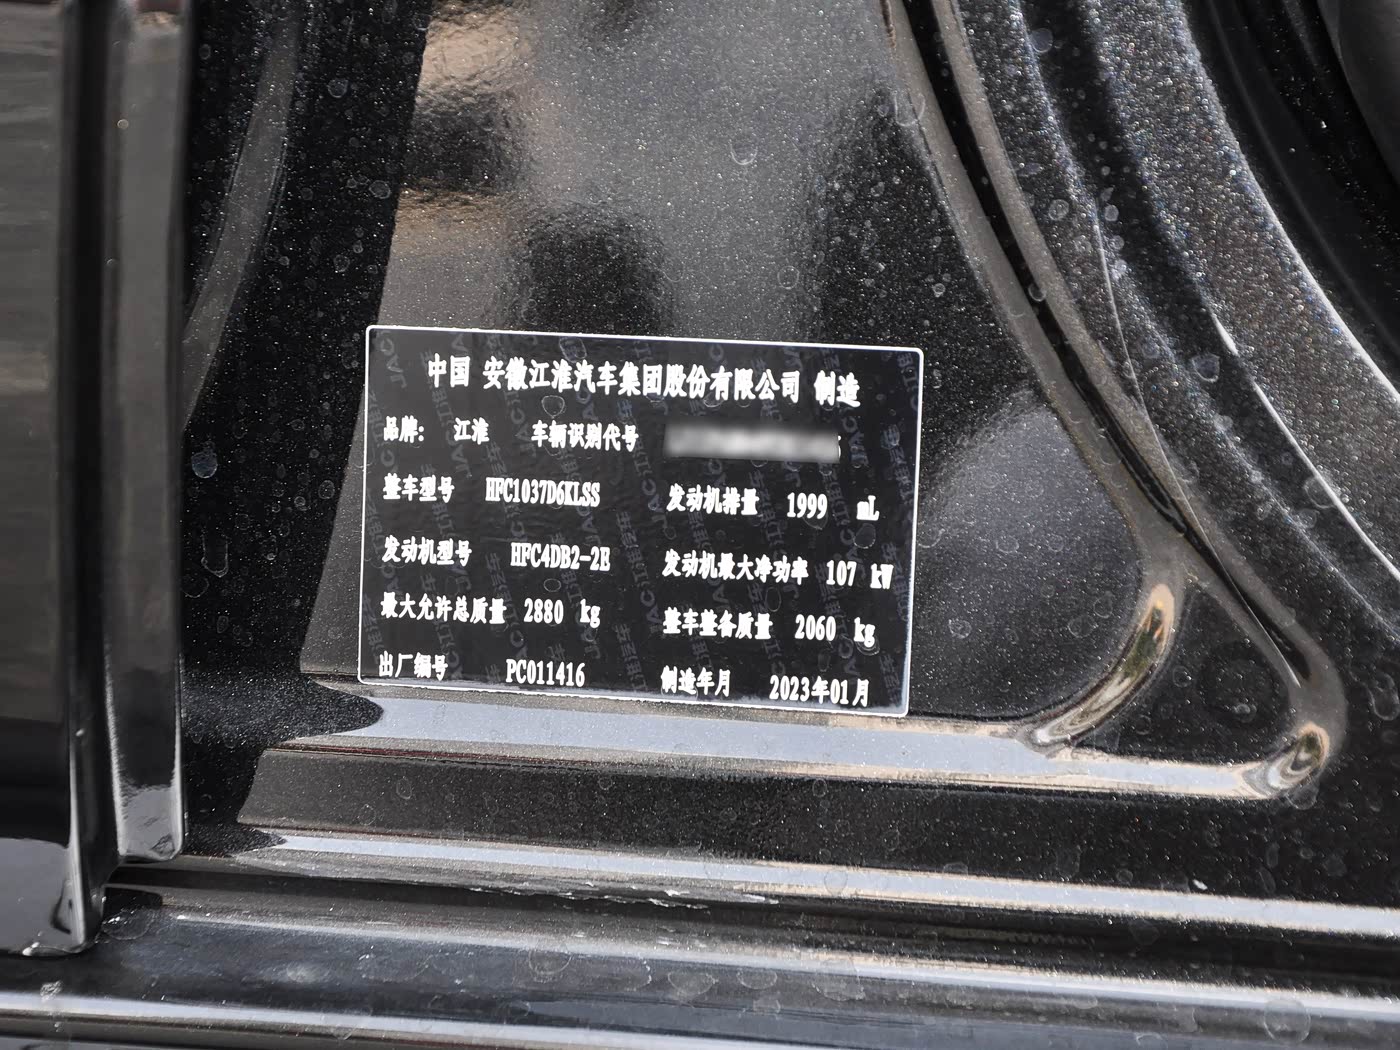 中国 安徽江淮汽车集团股份有限公司 制造
品牌: 江淮 车辆识别代号
整车型号 HFC1037D6KLSS 发动机排量 1999 mL
发动机型号 HFC4DB2-2E 发动机最大净功率 107 kW
最大允许总质量 2880 kg 整车整备质量 2060 kg
出厂编号 PC011416 制造年月 2023年01月